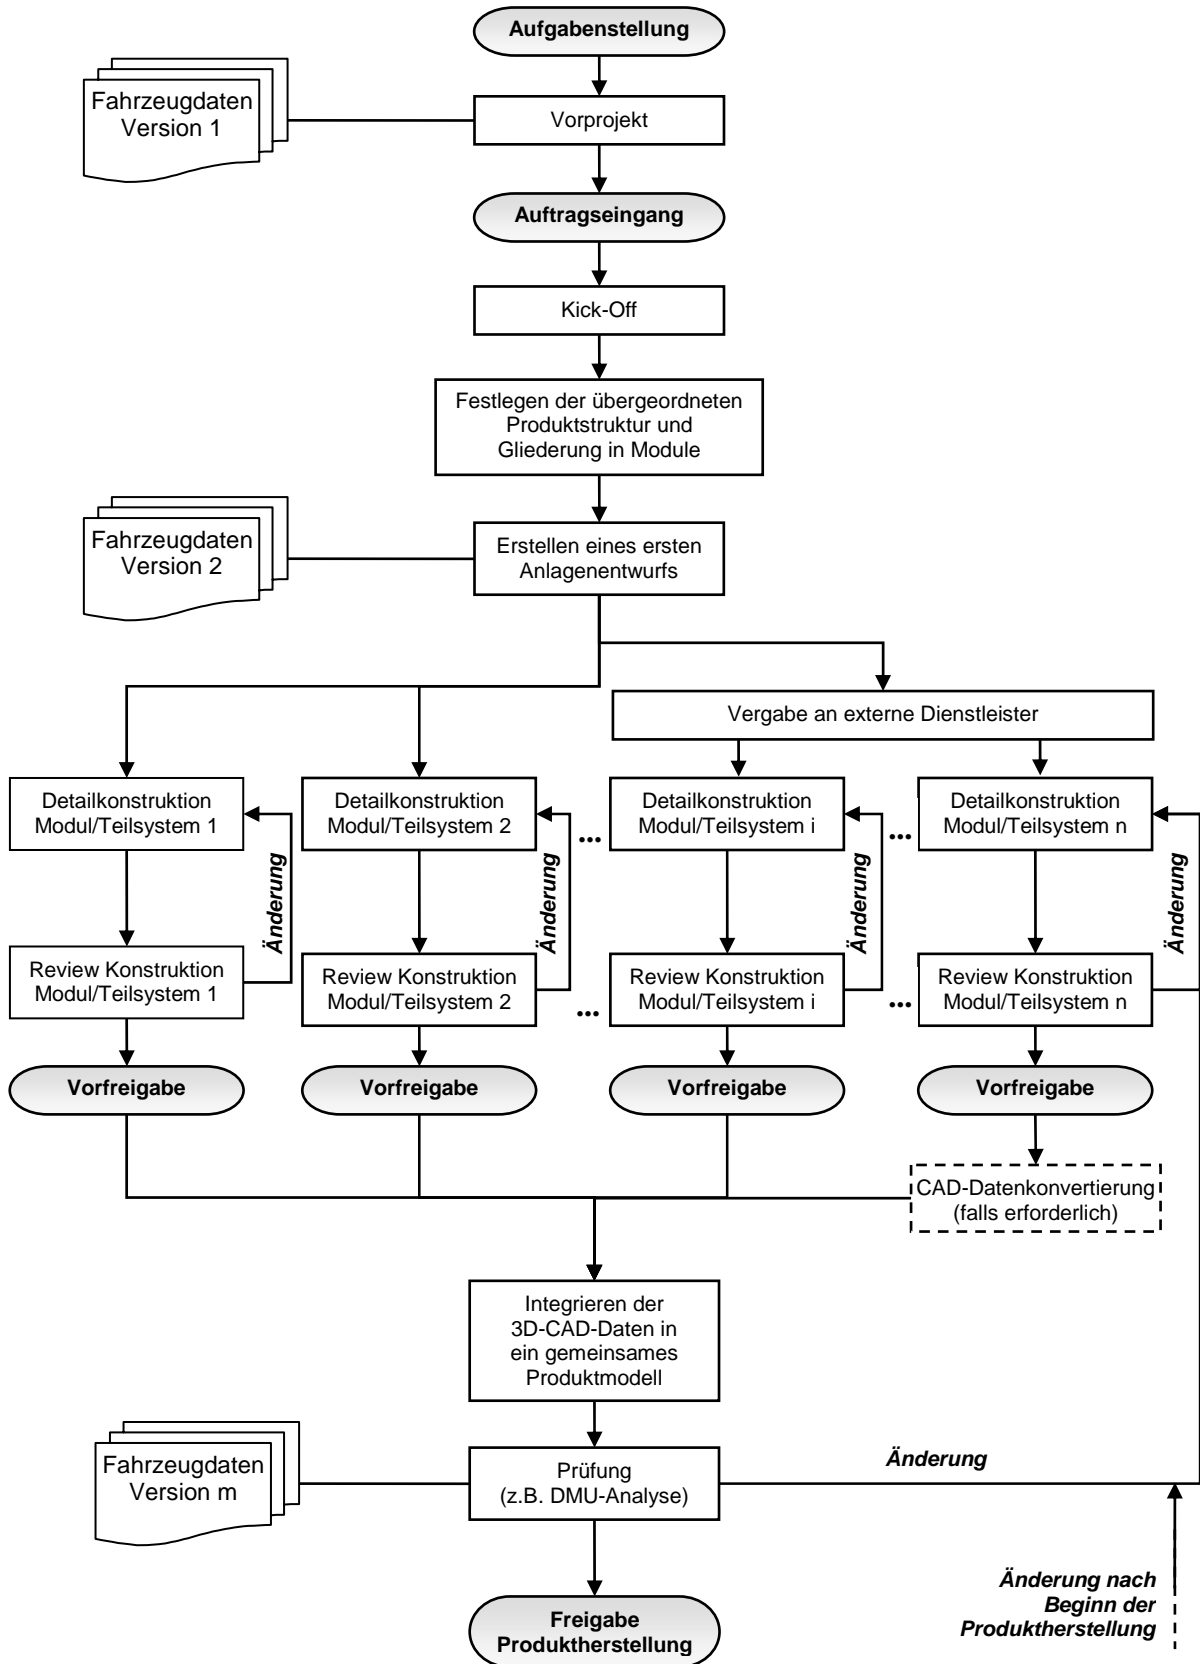 Aufgabenstellung
Fahrzeugdaten
Version 1
Vorprojekt
Auftragseingang
Kick-Off
Festlegen der übergeordneten
Produktstruktur und
Gliederung in Module
Fahrzeugdaten
Version 2
Erstellen eines ersten
Anlagenentwurfs
Vergabe an externe Dienstleister
Detailkonstruktion
Modul/Teilsystem 1
Detailkonstruktion
Modul/Teilsystem 2
...
Detailkonstruktion
Modul/Teilsystem i
...
Detailkonstruktion
Modul/Teilsystem n
Änderung
Änderung
Änderung
Änderung
Review Konstruktion
Modul/Teilsystem 1
Review Konstruktion
Modul/Teilsystem 2
...
Review Konstruktion
Modul/Teilsystem i
...
Review Konstruktion
Modul/Teilsystem n
Vorfreigabe
Vorfreigabe
Vorfreigabe
Vorfreigabe
CAD-Datenkonvertierung
(falls erforderlich)
Integrieren der
3D-CAD-Daten in
ein gemeinsames
Produktmodell
Fahrzeugdaten
Version m
Prüfung
(z.B. DMU-Analyse)
Änderung
Änderung nach
Beginn der
Produktherstellung
Freigabe
Produktherstellung